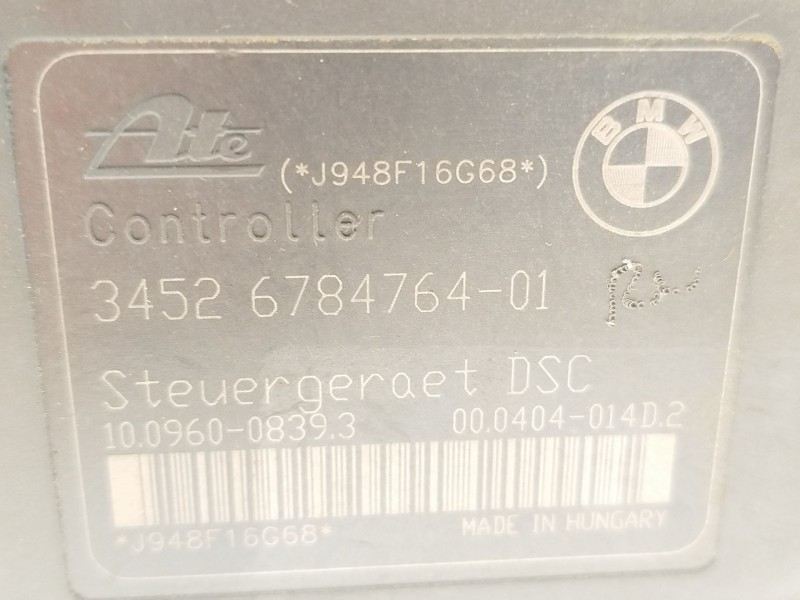 Ate
(*J948F16G68*)
BMW
Controller
3452 6784764-01
Steuergeraet DSC
10.0960-0839.3 00.0404-014D.2
*J948F16G68*
MADE IN HUNGARY